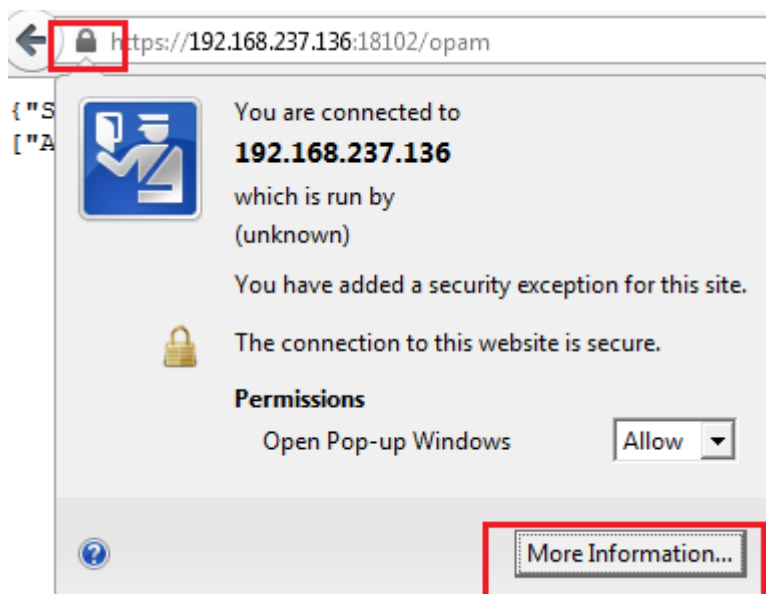 https://192.168.237.136:18102/opam
{"S
["A
You are connected to
192.168.237.136
which is run by
(unknown)
You have added a security exception for this site.
The connection to this website is secure.
Permissions
Open Pop-up Windows Allow
More Information...